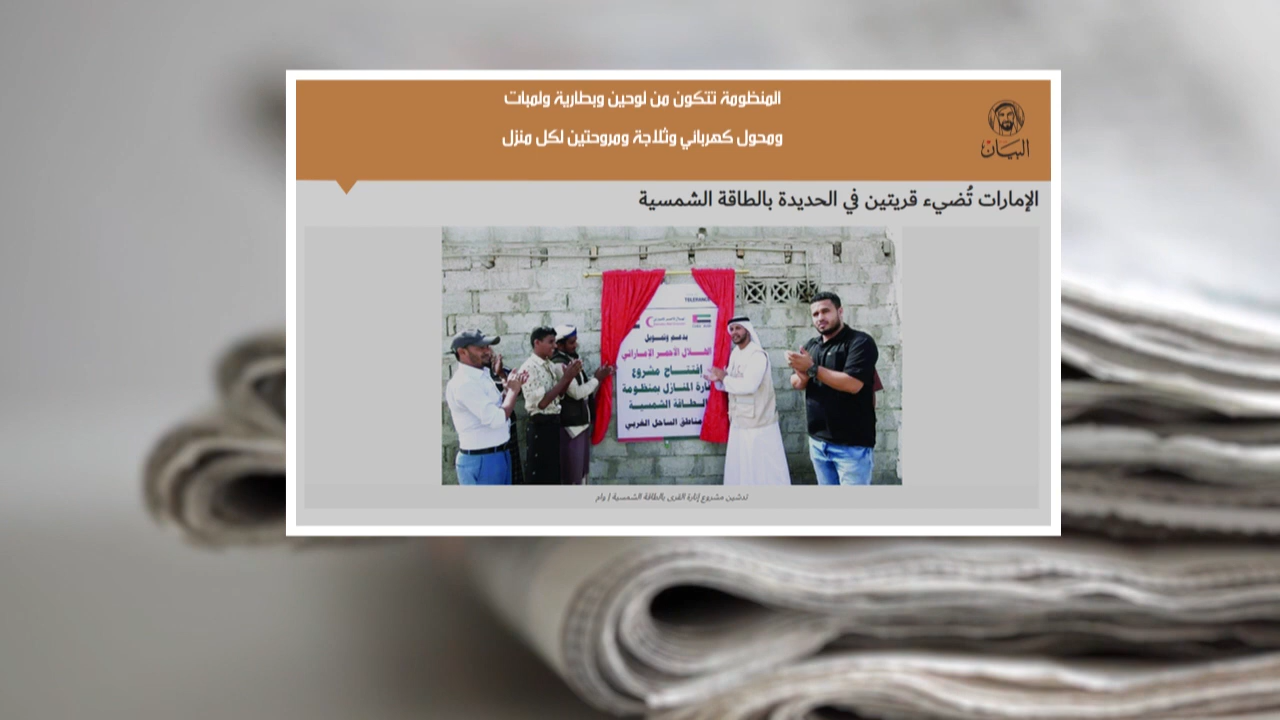 المنظومة تتكون من لوحين وبطارية ولمبات
ومحول كهربائي وثلاجة ومروحتين لكل منزل
البيان
الإمارات تُضيء قريتين في الحديدة بالطاقة الشمسية
TOLERANC
بدعم وتمويل
الهلال الأحمر الإماراتي
افتتاح مشروع
ارة المنازل بمنظومة
الطاقة الشمسية
مناطق الساحل الغربي
تدشين مشروع إنارة القرى بالطاقة الشمسية | وام